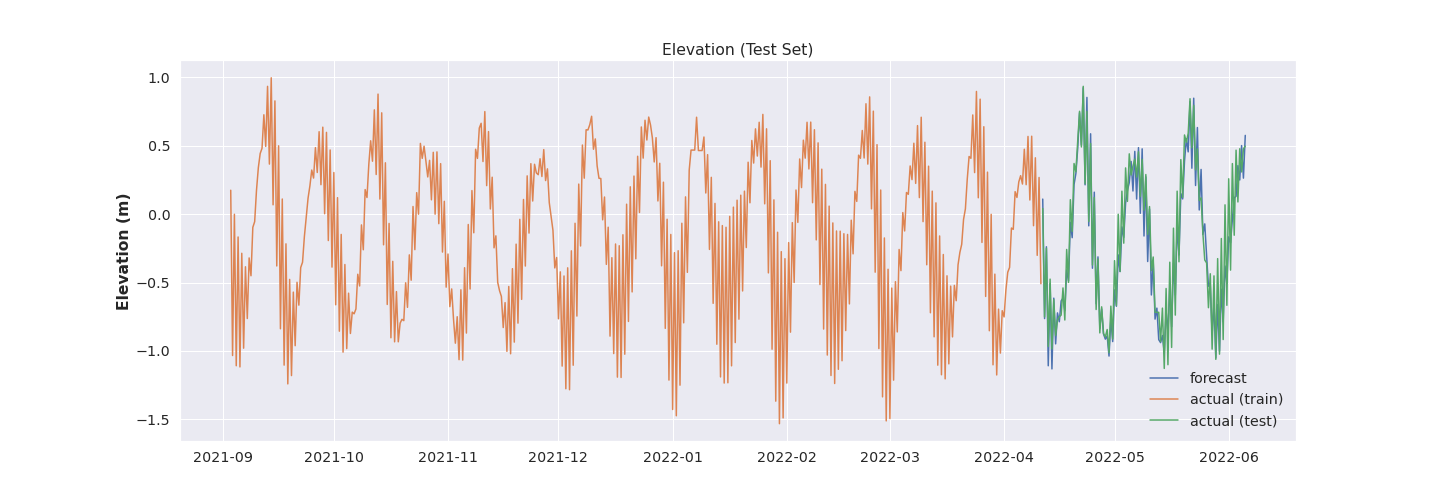 Elevation (Test Set)
Elevation (m)
1.0
0.5
0.0
−0.5
−1.0
−1.5
2021-09 2021-10 2021-11 2021-12 2022-01 2022-02 2022-03 2022-04 2022-05 2022-06
forecast
actual (train)
actual (test)